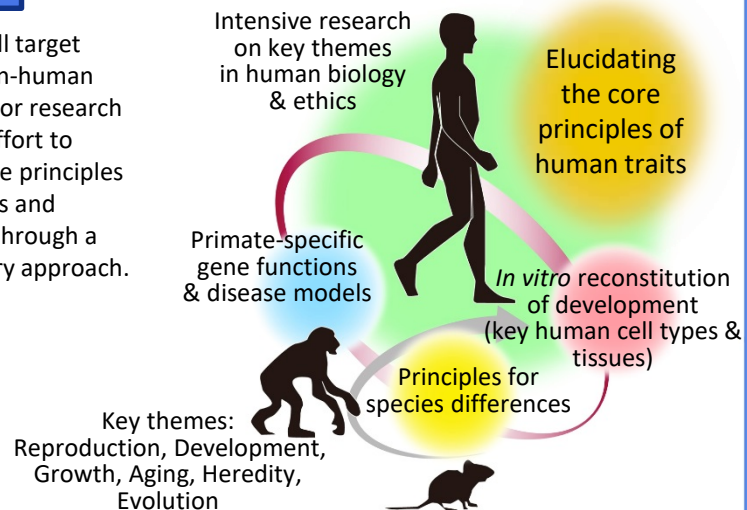 target
n-human
or research
ffort to
e principles
s and
through a
ry approach.
Intensive research
on key themes
in human biology
& ethics
Elucidating
the core
principles of
human traits
Primate-specific
gene functions
& disease models
In vitro reconstitution
of development
(key human cell types &
tissues)
Principles for
species differences
Key themes:
Reproduction, Development,
Growth, Aging, Heredity,
Evolution